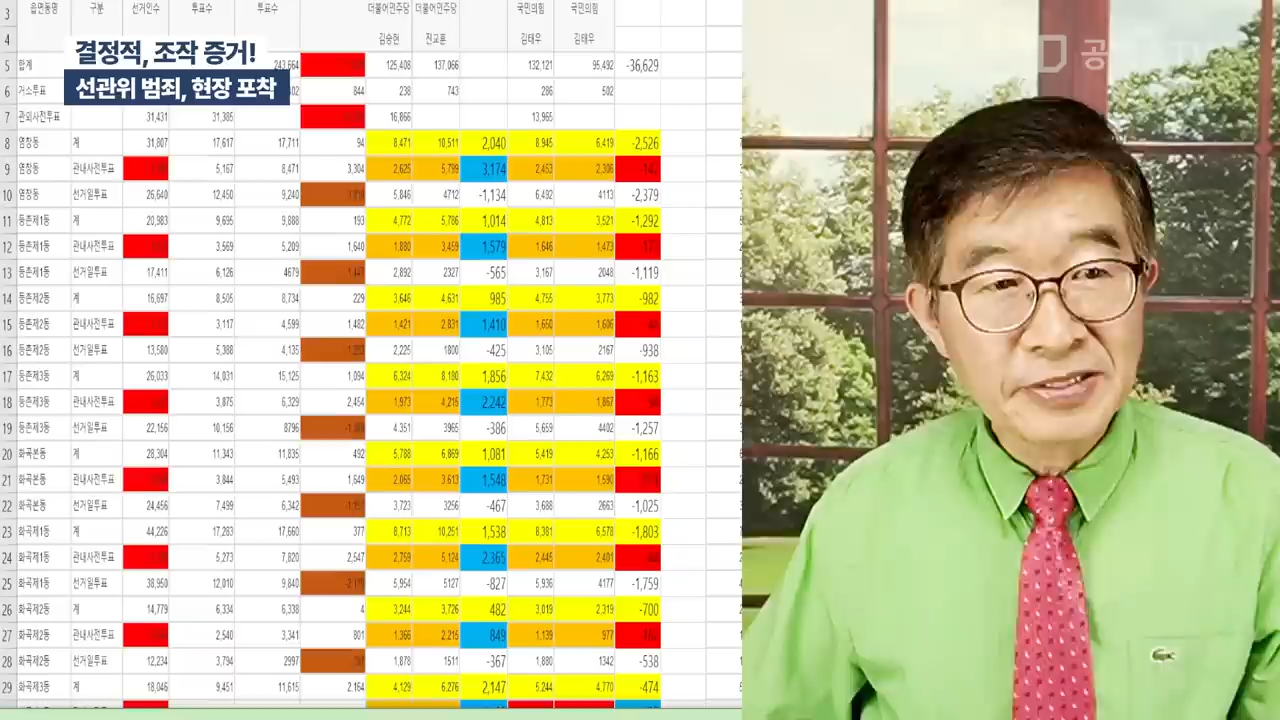 결정적, 조작 증거!
선관위 범죄, 현장 포착
3 읍면동명 구분 선거인수 투표수 투표수 더불어민주당 더불어민주당 국민의힘 국민의힘
4 김승현 진교훈 김태우 김태우
5 합계 243,664 125,408 137,066 132,121 95,492 -36,629
6 거소투표 844 238 743 286 502
7 관외사전투표 31,431 31,385 16,866 13,965
8 염창동 계 31,807 17,617 17,711 94 8,471 10,511 2,040 8,945 6,419 -2,526
9 염창동 관내사전투표 5,167 8,471 3,304 2,625 5,799 3,174 2,453 2,306
10 염창동 선거일투표 26,640 12,450 9,240 5,846 4712 -1,134 6,492 4113 -2,379
11 등촌제1동 계 20,983 9,695 9,888 193 4,772 5,786 1,014 4,813 3,521 -1,292
12 등촌제1동 관내사전투표 3,569 5,209 1,640 1,880 3,459 1,579 1,646 1,473
13 등촌제1동 선거일투표 17,411 6,126 4679 2,892 2327 -565 3,167 2048 -1,119
14 등촌제2동 계 16,697 8,505 8,734 229 3,646 4,631 985 4,755 3,773 -982
15 등촌제2동 관내사전투표 3,117 4,599 1,482 1,421 2,831 1,410 1,650 1,606
16 등촌제2동 선거일투표 13,580 5,388 4,135 2,225 1800 -425 3,105 2167 -938
17 등촌제3동 계 26,033 14,031 15,125 1,094 6,324 8,180 1,856 7,432 6,269 -1,163
18 등촌제3동 관내사전투표 3,875 6,329 2,454 1,973 4,215 2,242 1,773 1,867
19 등촌제3동 선거일투표 22,156 10,156 8796 4,351 3965 -386 5,659 4402 -1,257
20 화곡본동 계 28,304 11,343 11,835 492 5,788 6,869 1,081 5,419 4,253 -1,166
21 화곡본동 관내사전투표 3,844 5,493 1,649 2,065 3,613 1,548 1,731 1,590
22 화곡본동 선거일투표 24,456 7,499 6,342 3,723 3256 -467 3,688 2663 -1,025
23 화곡제1동 계 44,226 17,283 17,660 377 8,713 10,251 1,538 8,381 6,578 -1,803
24 화곡제1동 관내사전투표 5,273 7,820 2,547 2,759 5,124 2,365 2,445 2,401
25 화곡제1동 선거일투표 38,950 12,010 9,840 5,954 5127 -827 5,936 4177 -1,759
26 화곡제2동 계 14,779 6,334 6,338 4 3,244 3,726 482 3,019 2,319 -700
27 화곡제2동 관내사전투표 2,540 3,341 801 1,366 2,215 849 1,139 977
28 화곡제2동 선거일투표 12,234 3,794 2997 1,878 1511 -367 1,880 1342 -538
29 화곡제3동 계 18,046 9,451 11,615 2,164 4,129 6,276 2,147 5,244 4,770 -474